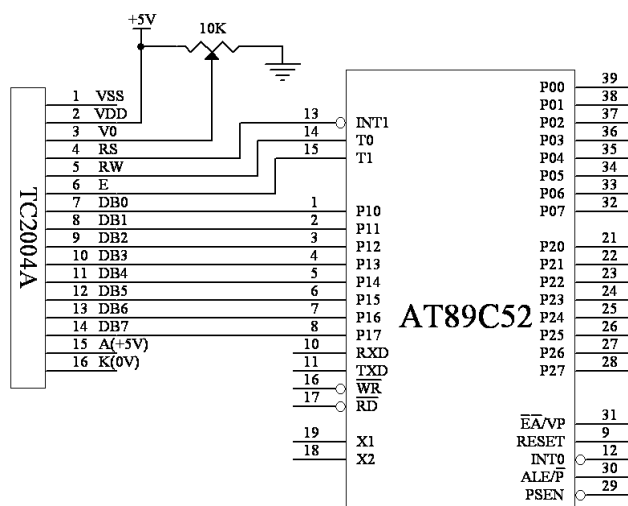 +5V
10K
TC2004A
1 VSS
2 VDD
3 V0
4 RS
5 RW
6 E
7 DB0
8 DB1
9 DB2
10 DB3
11 DB4
12 DB5
13 DB6
14 DB7
15 A(+5V)
16 K(0V)
13 INT1
14 T0
15 T1
1 P10
2 P11
3 P12
4 P13
5 P14
6 P15
7 P16
8 P17
10 RXD
11 TXD
16 WR
17 RD
19 X1
18 X2
AT89C52
P00 39
P01 38
P02 37
P03 36
P04 35
P05 34
P06 33
P07 32
P20 21
P21 22
P22 23
P23 24
P24 25
P25 26
P26 27
P27 28
EA/VP 31
RESET 9
INT0 12
ALE/P 30
PSEN 29